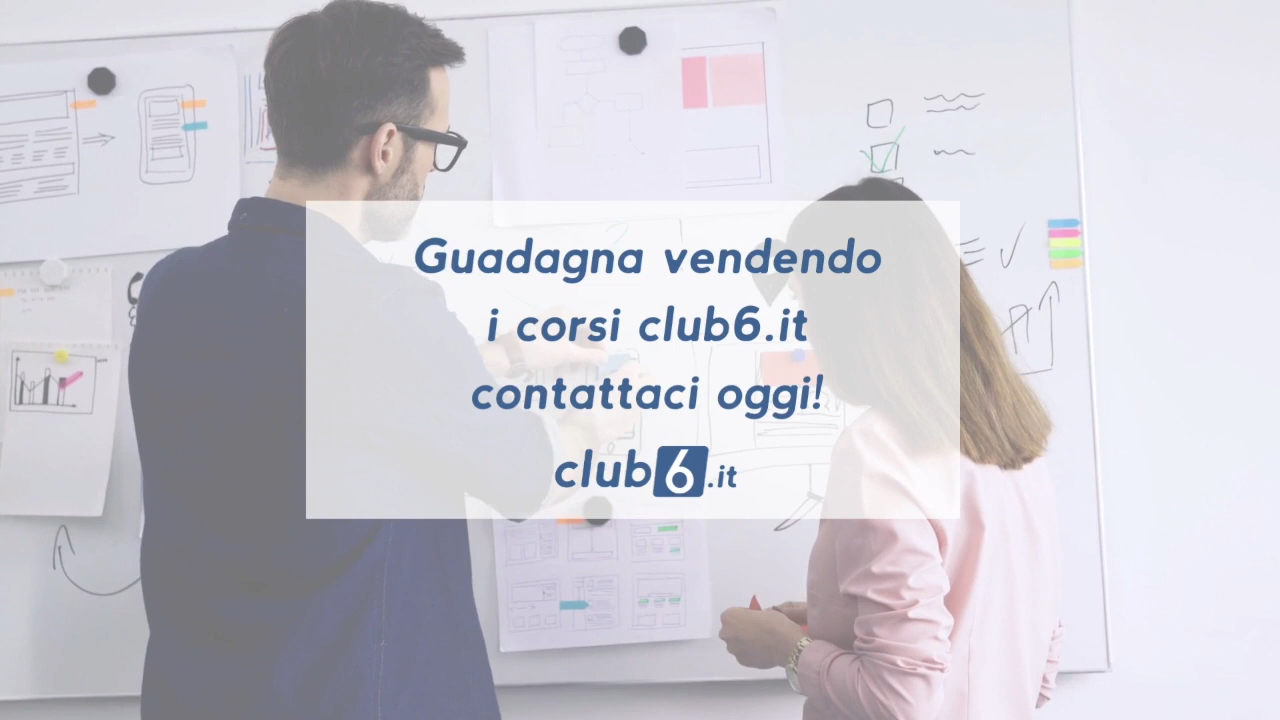 Guadagna vendendo
i corsi club6.it
contattaci oggi!
club6.it